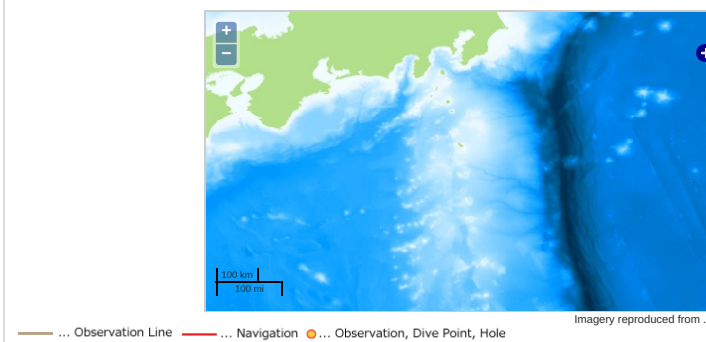 +
−
100 km
100 mi
Imagery reproduced from .
... Observation Line ... Navigation ... Observation, Dive Point, Hole